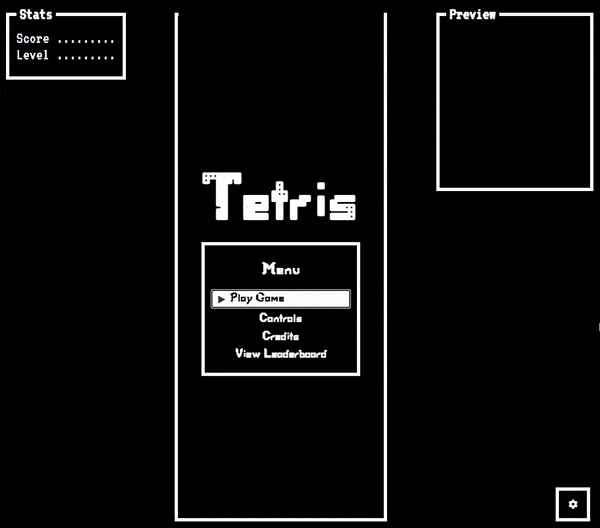 Stats
Score .........
Level .........
Preview
Tetris
Menu
▶ Play Game
Controls
Credits
View Leaderboard